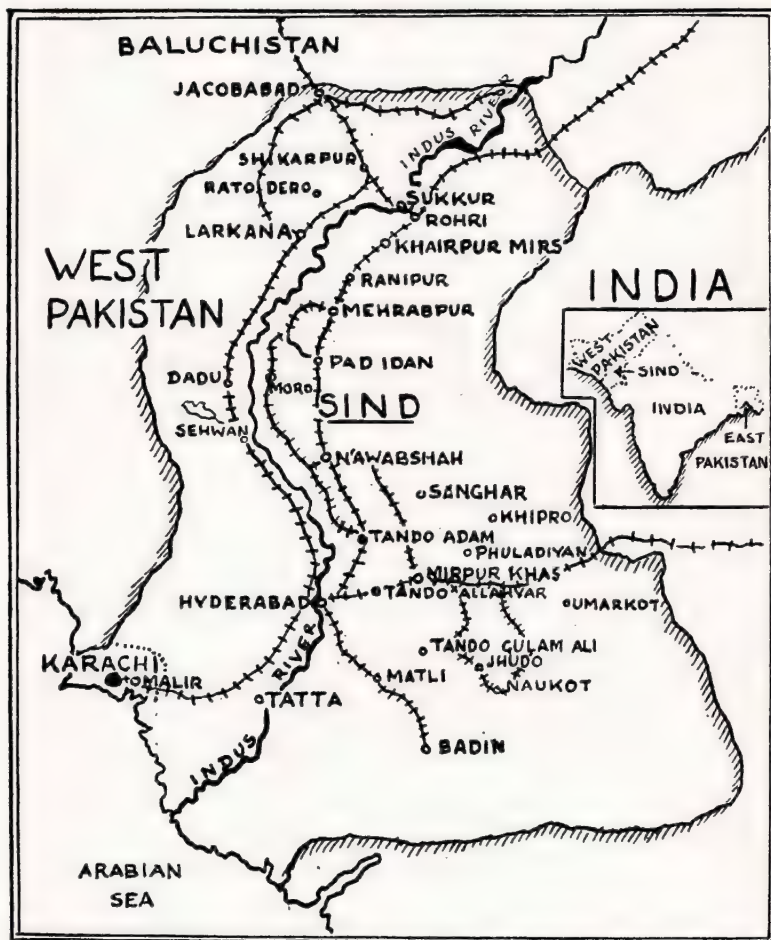 BALUCHISTAN
JACOBABAD
INDUS RIVER
SHIKARPUR
RATO DERO
SUKKUR
ROHRI
LARKANA
KHAIRPUR MIRS
WEST
PAKISTAN
RANIPUR
INDIA
MEHRABPUR
PAD IDAN
DADU
MORO
SIND
SEHWAN
NAWABSHAH
SANGHAR
KHIPRO
TANDO ADAM
PHULADIYAN
MIRPUR KHAS
HYDERABAD
TANDO ALLAHYAR
UMARKOT
KARACHI
MALIR
TANDO GULAM ALI
JHUDO
MATLI
NAUKOT
TATTA
INDUS RIVER
BADIN
ARABIAN
SEA
WEST
PAKISTAN
SIND
INDIA
EAST
PAKISTAN